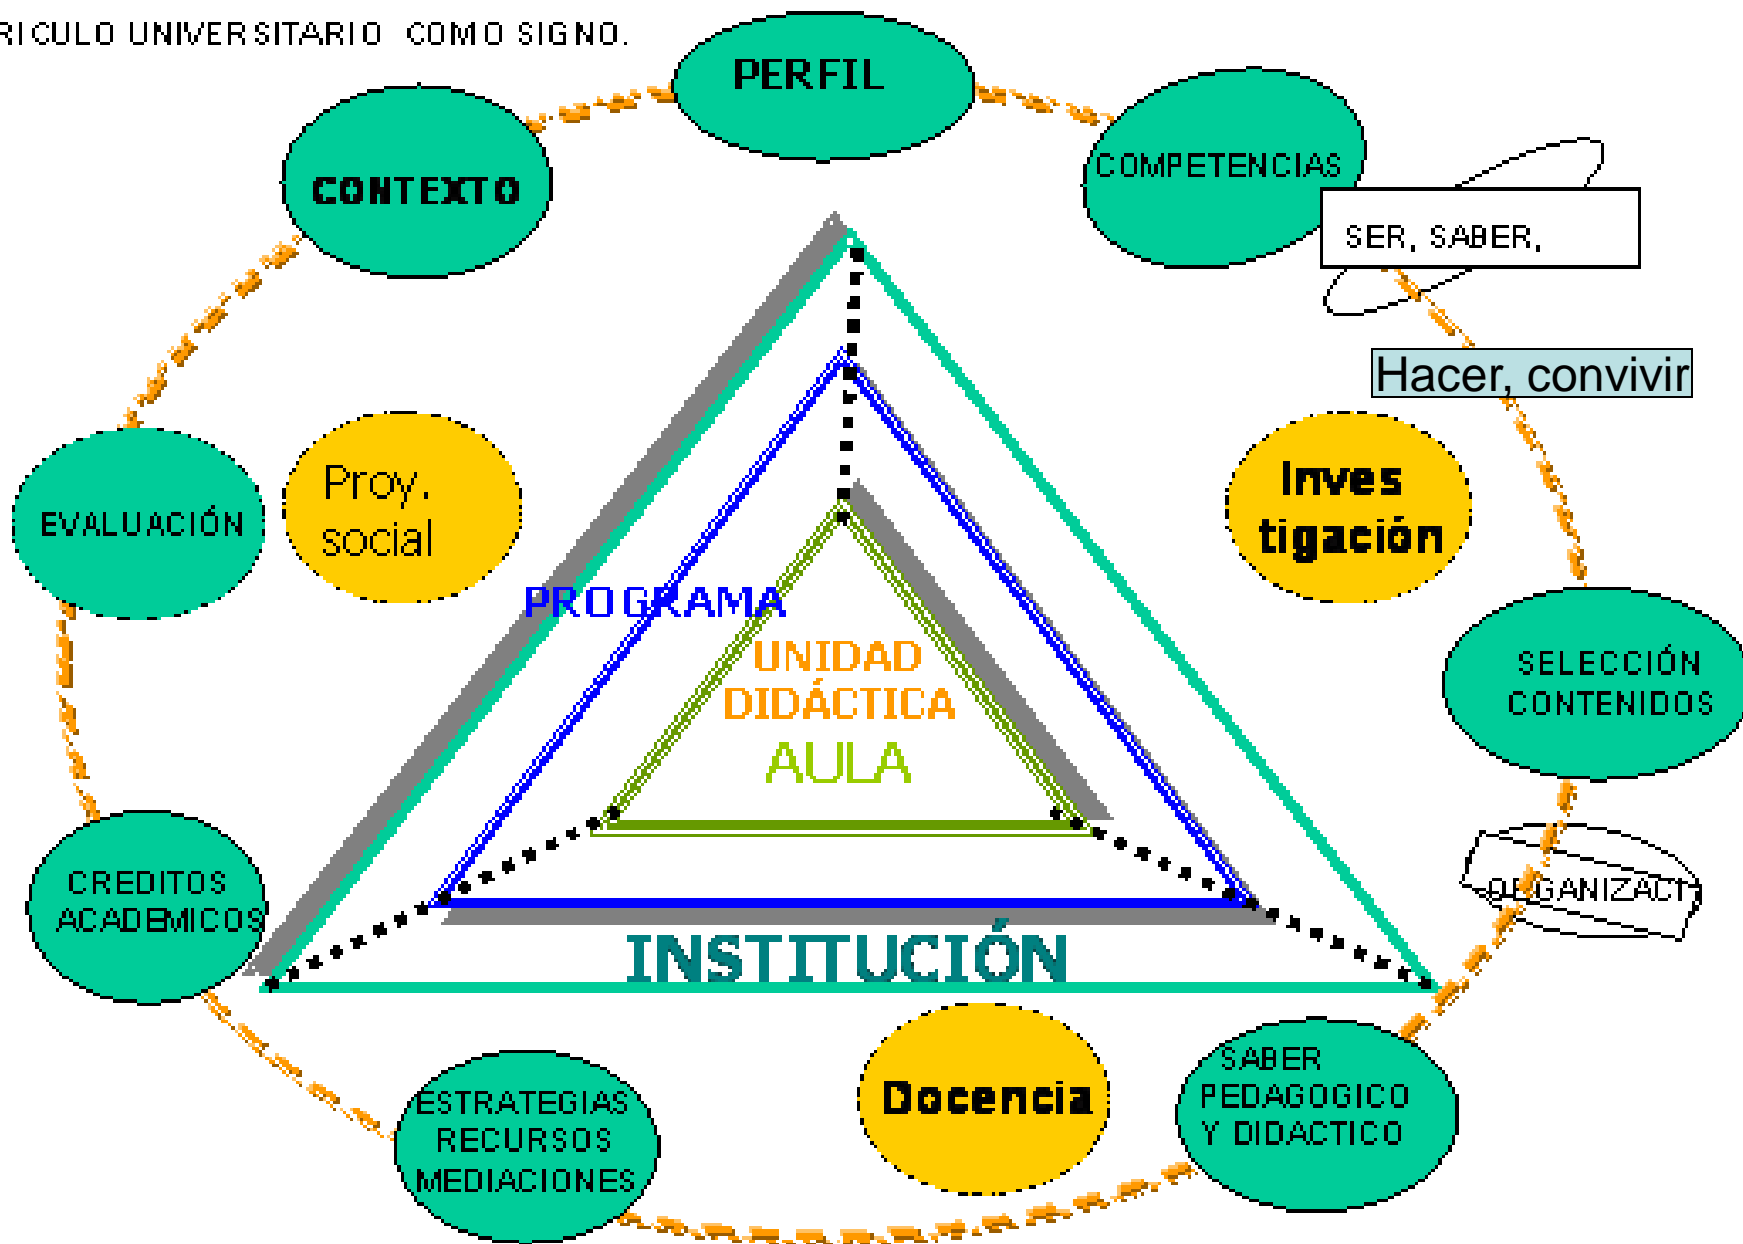 RICULO UNIVERSITARIO COMO SIGNO.
PERFIL
CONTEXTO
COMPETENCIAS
SER, SABER,
Hacer, convivir
EVALUACIÓN
Proy.
social
Inves
tigación
PROGRAMA
UNIDAD
DIDÁCTICA
AULA
SELECCIÓN
CONTENIDOS
CREDITOS
ACADEMICOS
ORGANIZACI
INSTITUCIÓN
Docencia
SABER
PEDAGOGICO
Y DIDACTICO
ESTRATEGIAS
RECURSOS
MEDIACIONES